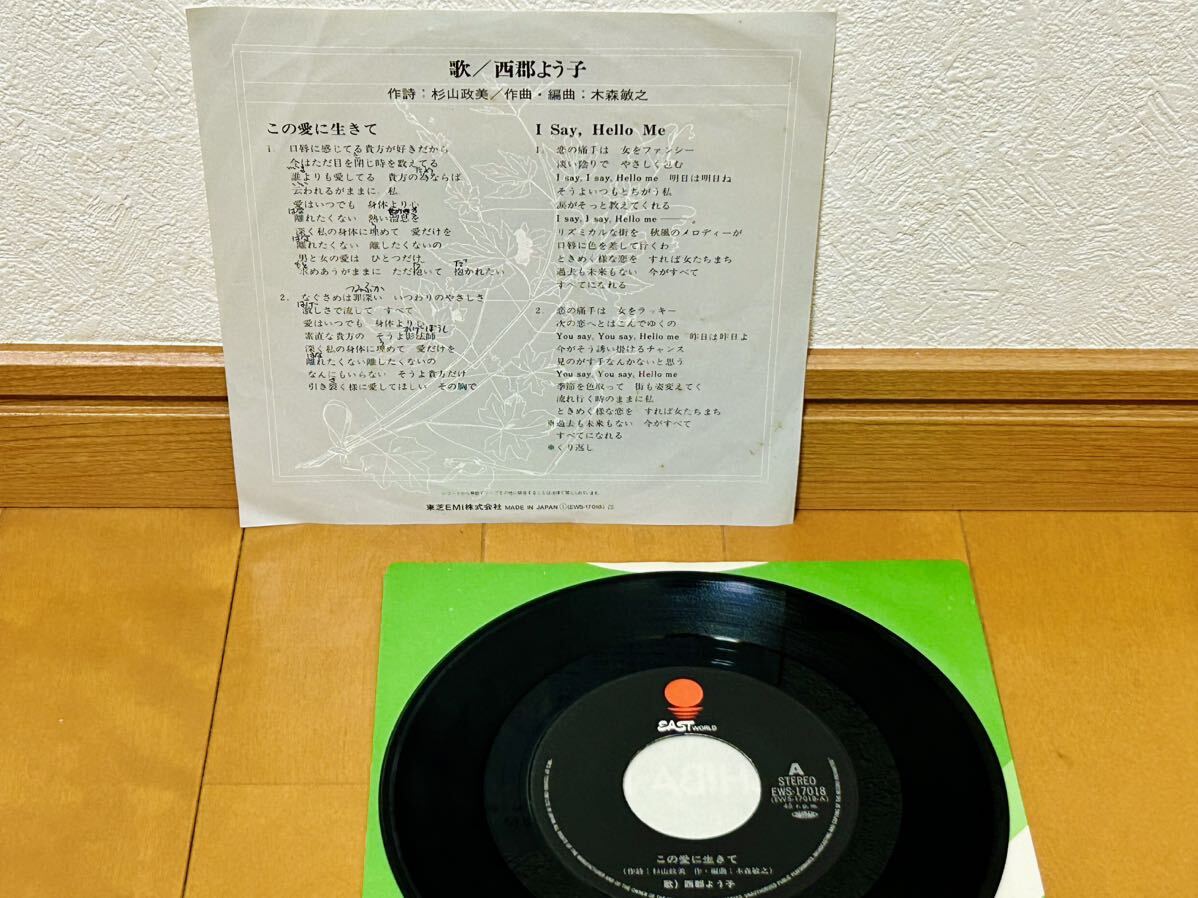 歌／西郡よう子
作詩：杉山政美／作曲・編曲：木森敏之
この愛に生きて
1. 口唇に感じてる貴方が好きだから
今はただ目を閉じ時を数えてる
誰よりも愛してる 貴方の為ならば
云われるがままに 私
愛はいつでも 身体より心
離れたくない 熱い溜息を
深く私の身体に埋めて 愛だけを
離れたくない 離したくないの
男と女の愛は ひとつだけ
求めあうがままに ただ抱いて 抱かれたい
つみぶか
2. なぐさめは罪深い いつわりのやさしさ
激しさで流して すべて
愛はいつでも 身体より心
素直な貴方の そうよ影法師
深く私の身体に埋めて 愛だけを
離れたくない離したくないの
なんにもいらない そうよ貴方だけ
引き裂く様に愛してほしい その胸で
I Say, Hello Me
1. 恋の痛手は 女をファンシー
淡い陰りで やさしく包む
I say, I say, Hello me 明日は明日ね
そうよいつもとちがう私
涙がそっと教えてくれる
I say, I say, Hello me ――。
リズミカルな街を 秋風のメロディーが
口唇に色を差して行くわ
ときめく様な恋を すれば女たちまち
過去も未来もない 今がすべて
すべてになれる
2. 恋の痛手は 女をラッキー
次の恋へとはこんでゆくの
You say, You say, Hello me 昨日は昨日よ
今がそう誘い掛けるチャンス
見のがす手なんかないと思う
You say, You say, Hello me
季節を色取って 街も姿変えてく
流れ行く時のままに私
ときめく様な恋を すれば女たちまち
※過去も未来もない 今がすべて
すべてになれる
※くり返し
東芝EMI株式会社 MADE IN JAPAN ①(EWS-17018)
EAST WORLD
A
STEREO
EWS-17018
(EWS-17018-A)
45 r.p.m.
この愛に生きて
(作詩：杉山政美 作・編曲：木森敏之)
歌) 西郡よう子